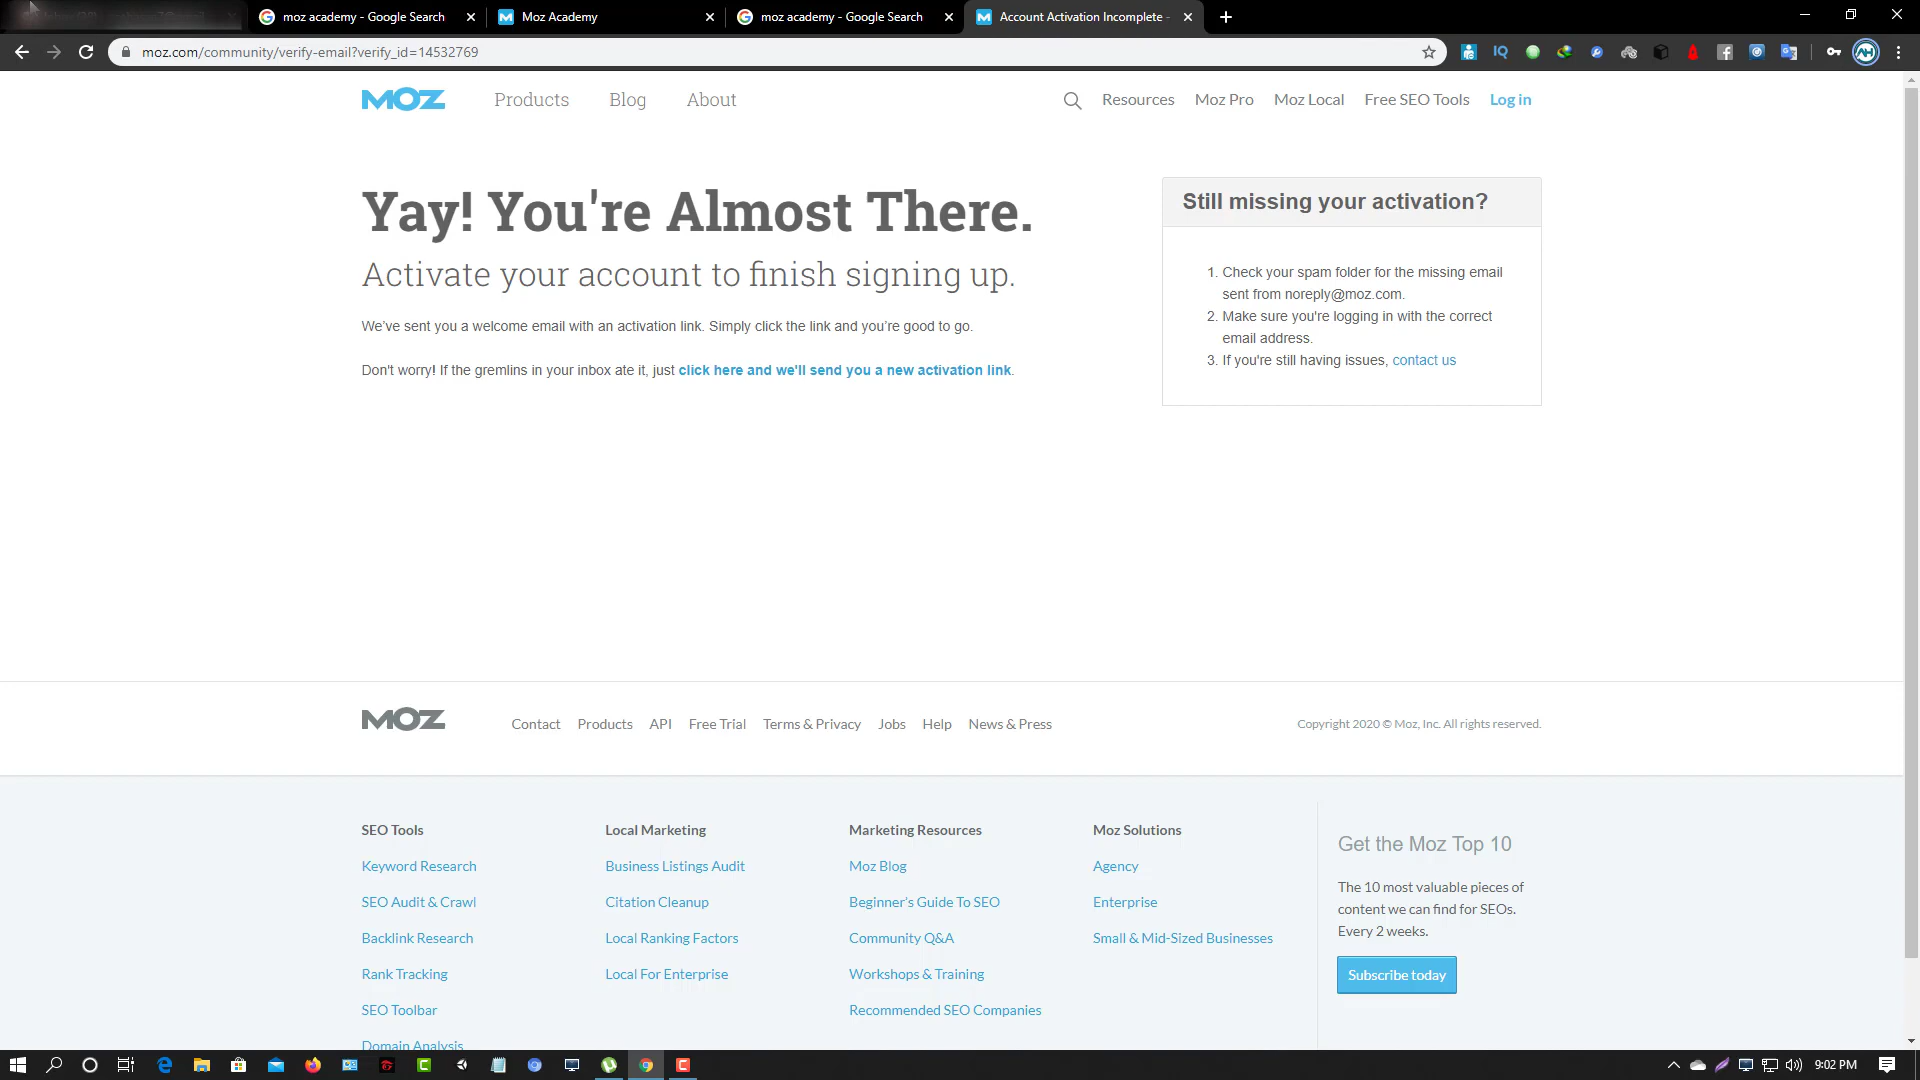 moz academy - Google Search
Moz Academy
moz academy - Google Search
Account Activation Incomplete -
moz.com/community/verify-email?verify_id=14532769
MOZ
Products
Blog
About
Resources
Moz Pro
Moz Local
Free SEO Tools
Log in
Yay! You're Almost There.
Activate your account to finish signing up.
We've sent you a welcome email with an activation link. Simply click the link and you're good to go.
Don't worry! If the gremlins in your inbox ate it, just click here and we'll send you a new activation link.
Still missing your activation?
1. Check your spam folder for the missing email
sent from noreply@moz.com.
2. Make sure you're logging in with the correct
email address.
3. If you're still having issues, contact us
MOZ
Contact
Products
API
Free Trial
Terms & Privacy
Jobs
Help
News & Press
Copyright 2020 © Moz, Inc. All rights reserved.
SEO Tools
Keyword Research
SEO Audit & Crawl
Backlink Research
Rank Tracking
SEO Toolbar
Domain Analysis
Local Marketing
Business Listings Audit
Citation Cleanup
Local Ranking Factors
Local For Enterprise
Marketing Resources
Moz Blog
Beginner's Guide To SEO
Community Q&A
Workshops & Training
Recommended SEO Companies
Moz Solutions
Agency
Enterprise
Small & Mid-Sized Businesses
Get the Moz Top 10
The 10 most valuable pieces of
content we can find for SEOs.
Every 2 weeks.
Subscribe today
9:02 PM